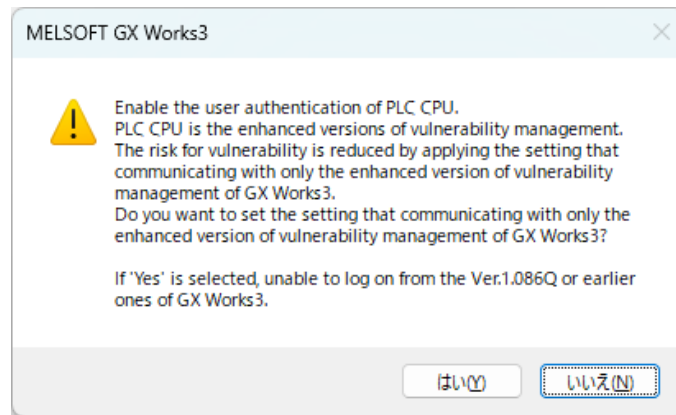 MELSOFT GX Works3
Enable the user authentication of PLC CPU.
PLC CPU is the enhanced versions of vulnerability management.
The risk for vulnerability is reduced by applying the setting that
communicating with only the enhanced version of vulnerability
management of GX Works3.
Do you want to set the setting that communicating with only the
enhanced version of vulnerability management of GX Works3?
If 'Yes' is selected, unable to log on from the Ver.1.086Q or earlier
ones of GX Works3.
はい(Y) いいえ(N)